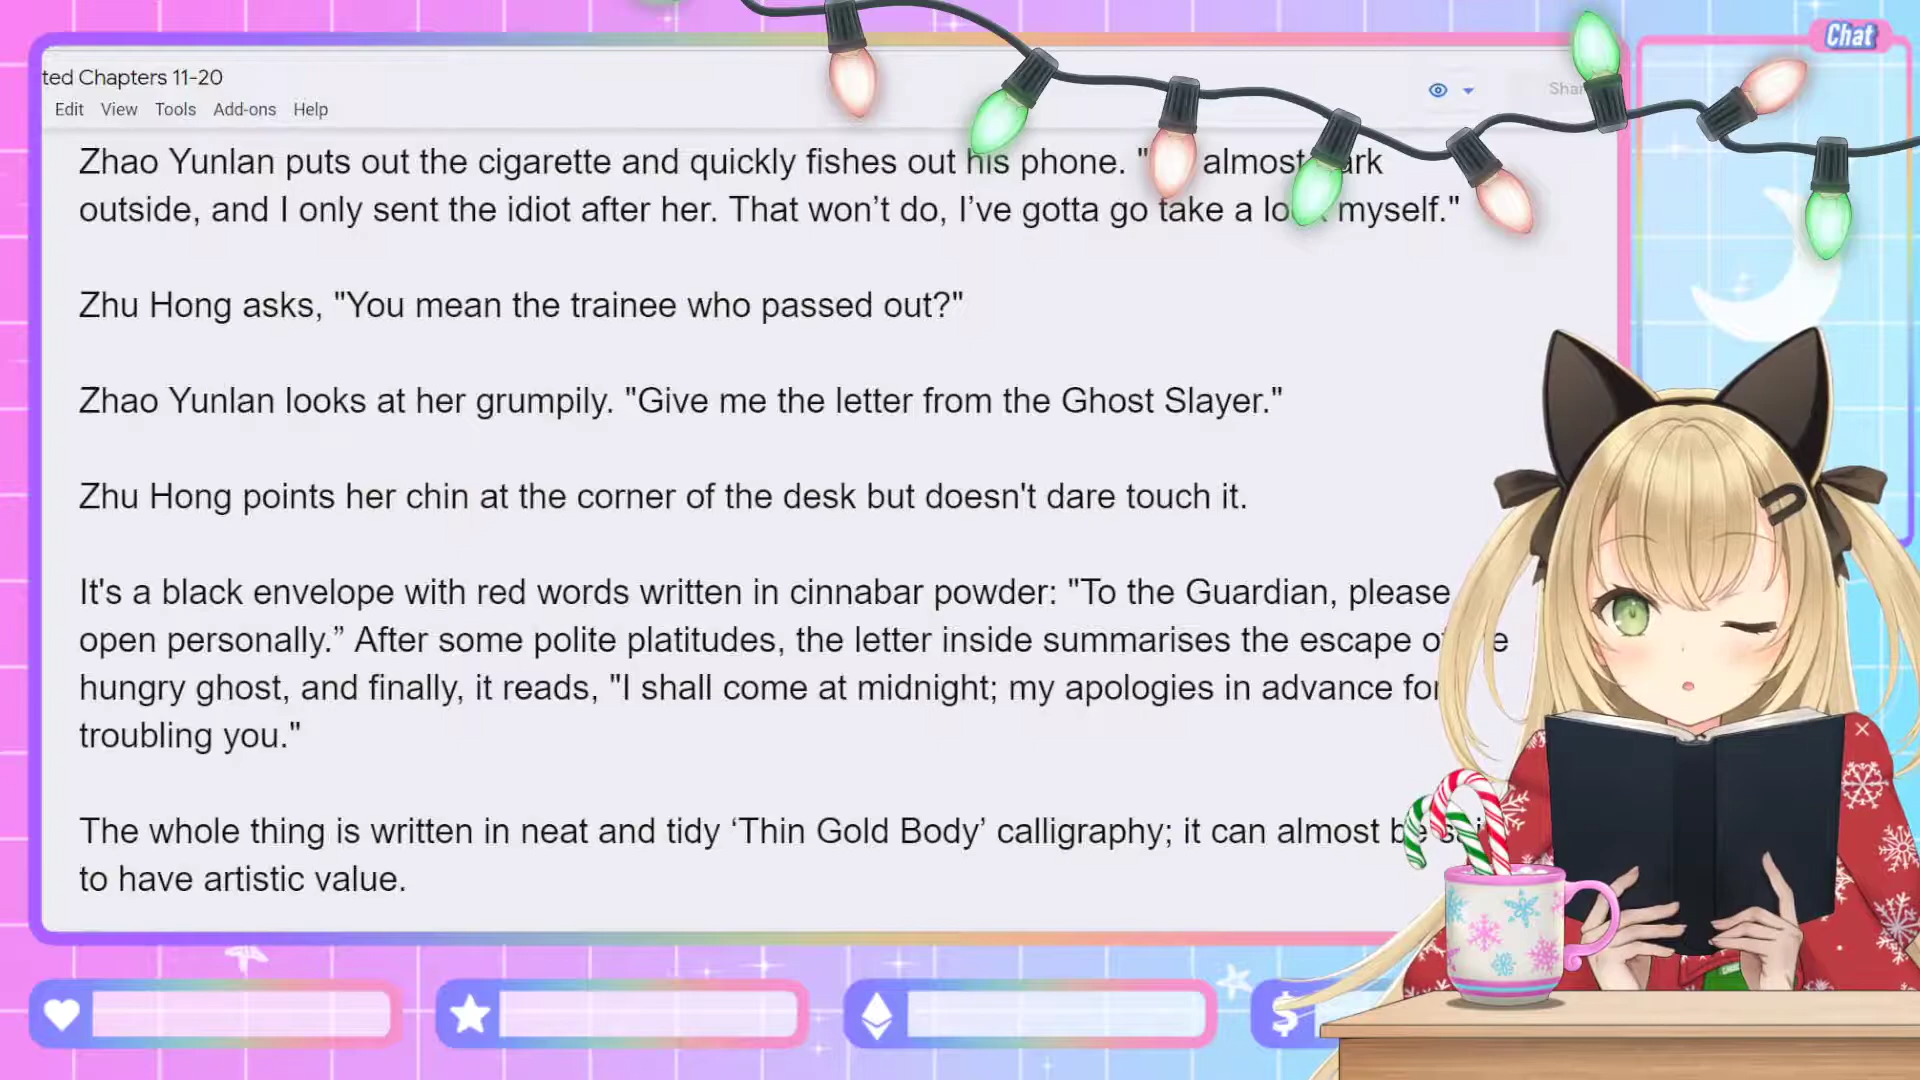 Chat
ted Chapters 11-20
Edit View Tools Add-ons Help
Shar
Zhao Yunlan puts out the cigarette and quickly fishes out his phone. " almost ark
outside, and I only sent the idiot after her. That won’t do, I’ve gotta go take a lo myself."
Zhu Hong asks, "You mean the trainee who passed out?"
Zhao Yunlan looks at her grumpily. "Give me the letter from the Ghost Slayer."
Zhu Hong points her chin at the corner of the desk but doesn't dare touch it.
It's a black envelope with red words written in cinnabar powder: "To the Guardian, please
open personally.” After some polite platitudes, the letter inside summarises the escape o e
hungry ghost, and finally, it reads, "I shall come at midnight; my apologies in advance for
troubling you."
The whole thing is written in neat and tidy ‘Thin Gold Body’ calligraphy; it can almost be
to have artistic value.